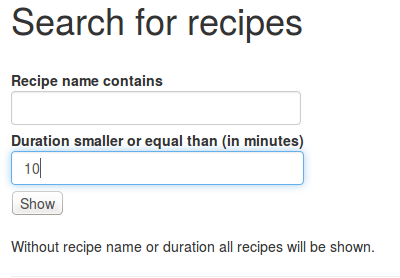 Search for recipes
Recipe name contains
Duration smaller or equal than (in minutes)
10
Show
Without recipe name or duration all recipes will be shown.